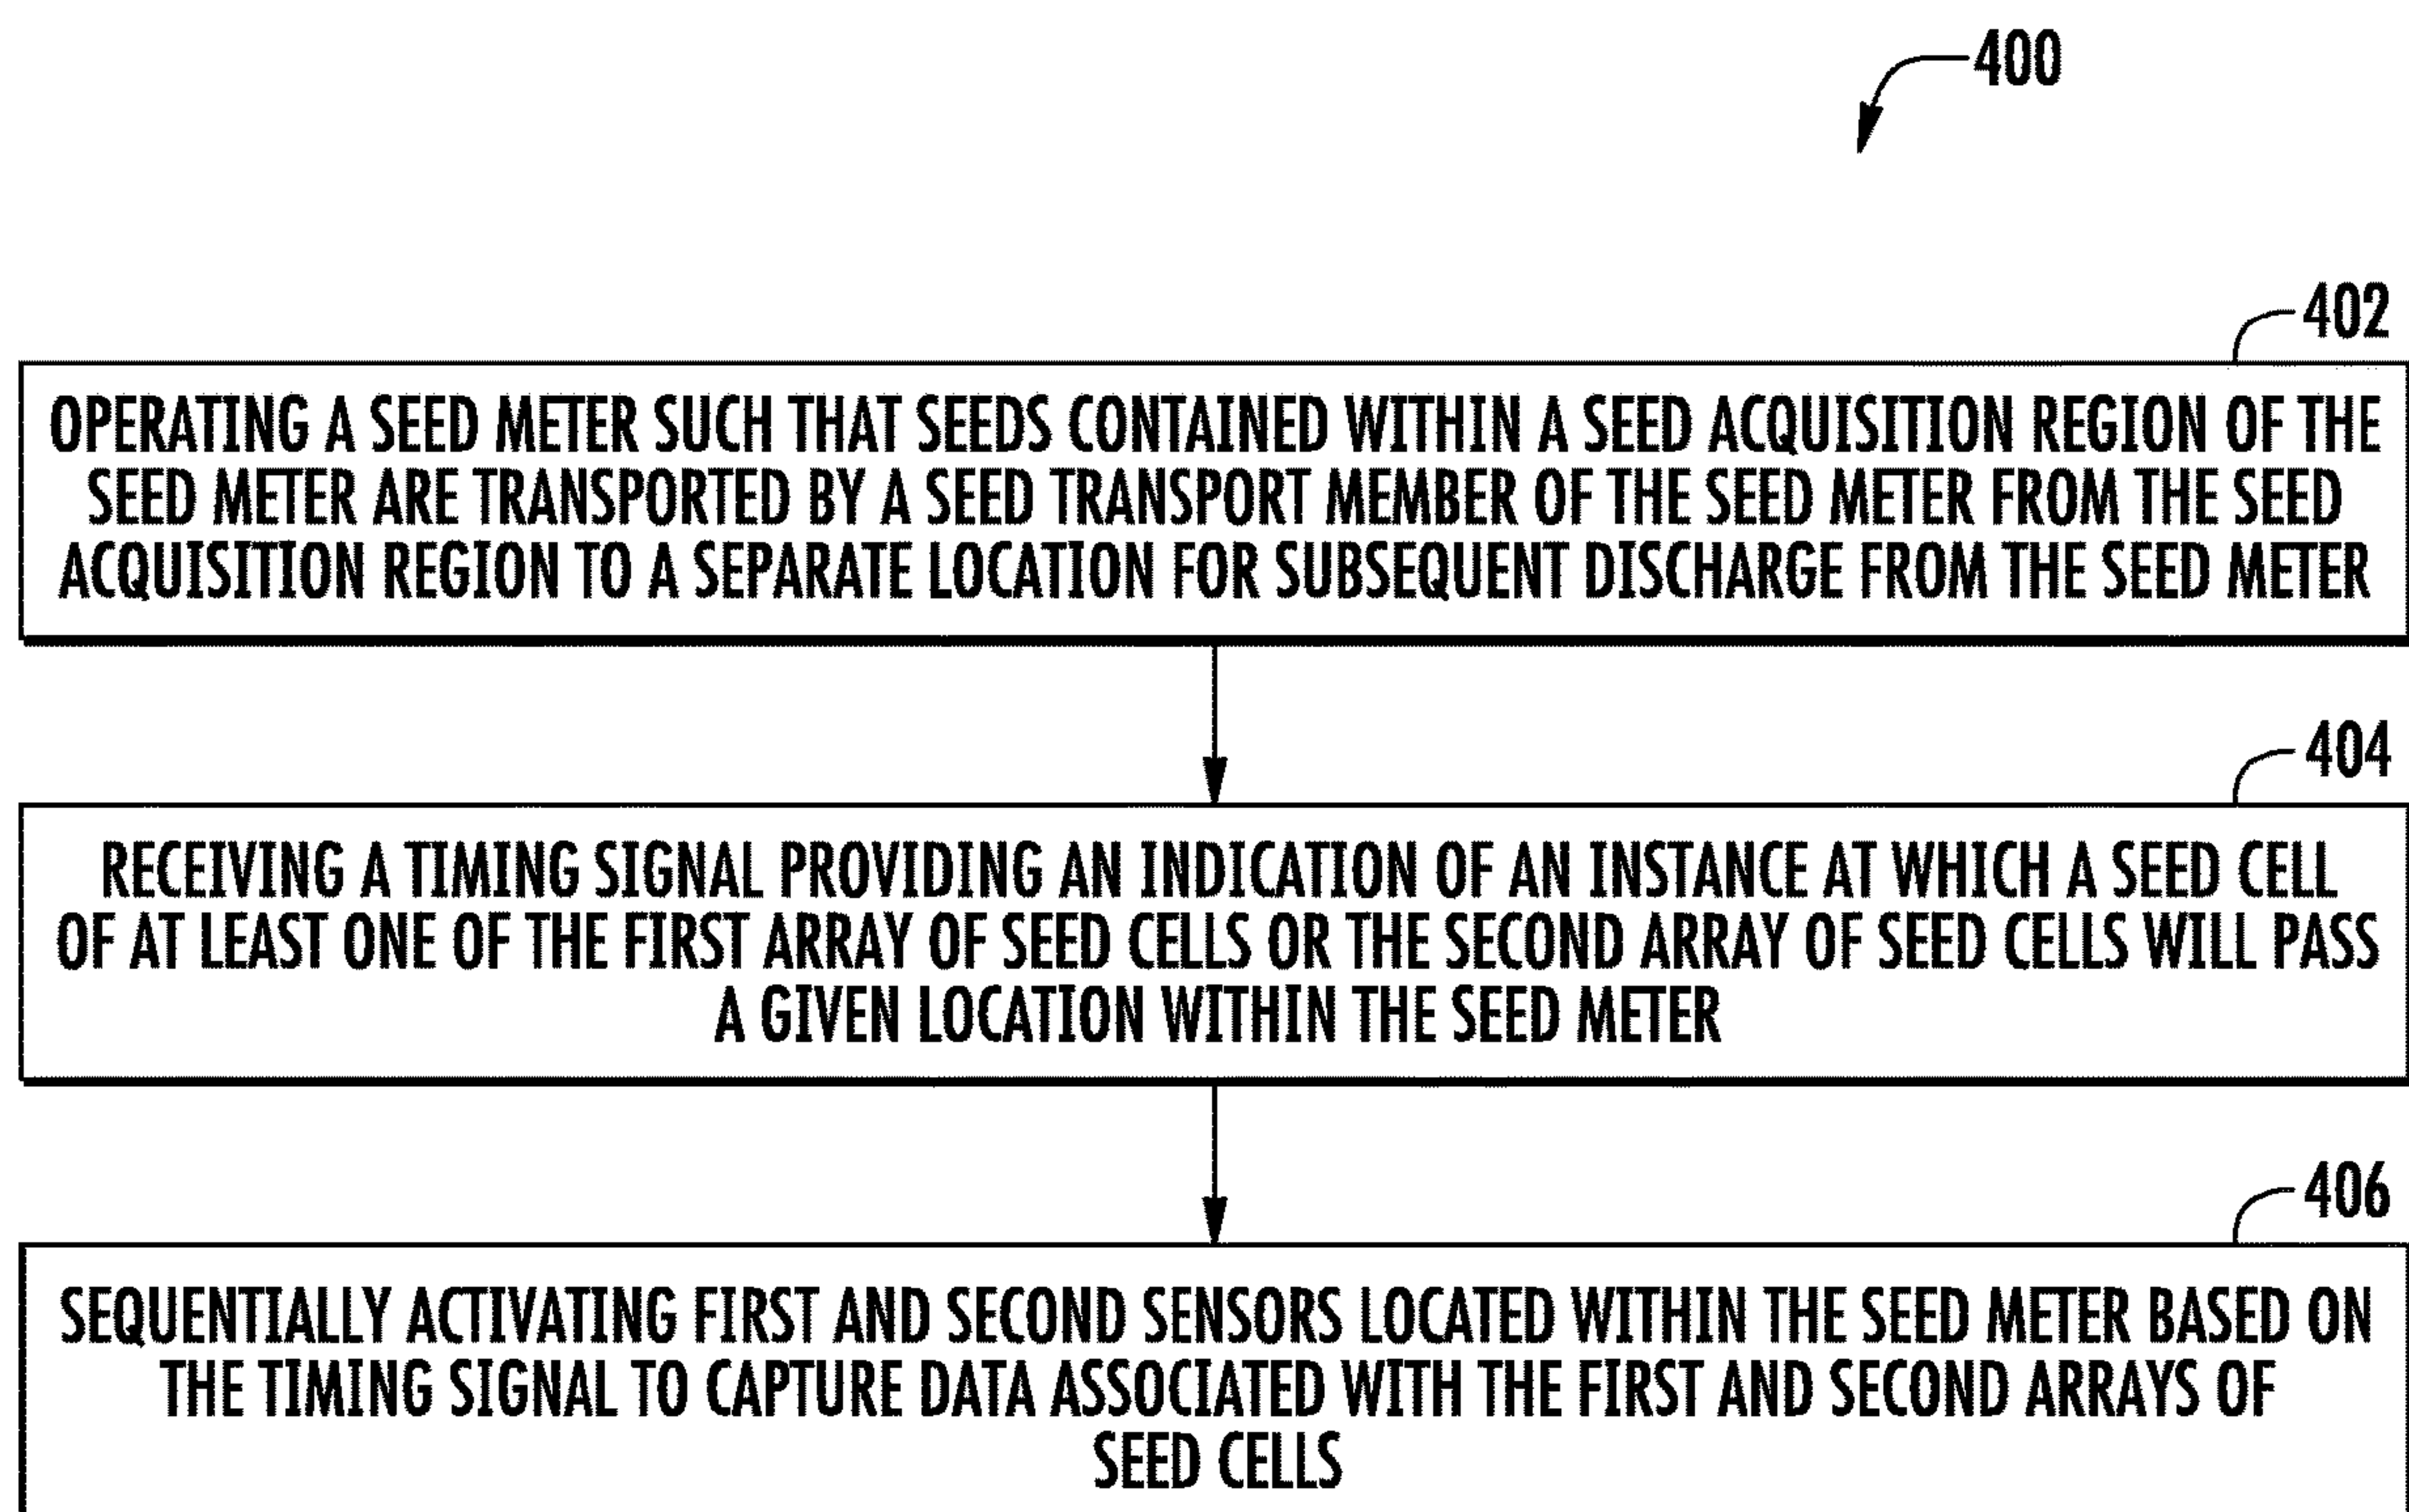 400
402
OPERATING A SEED METER SUCH THAT SEEDS CONTAINED WITHIN A SEED ACQUISITION REGION OF THE
SEED METER ARE TRANSPORTED BY A SEED TRANSPORT MEMBER OF THE SEED METER FROM THE SEED
ACQUISITION REGION TO A SEPARATE LOCATION FOR SUBSEQUENT DISCHARGE FROM THE SEED METER
404
RECEIVING A TIMING SIGNAL PROVIDING AN INDICATION OF AN INSTANCE AT WHICH A SEED CELL
OF AT LEAST ONE OF THE FIRST ARRAY OF SEED CELLS OR THE SECOND ARRAY OF SEED CELLS WILL PASS
A GIVEN LOCATION WITHIN THE SEED METER
406
SEQUENTIALLY ACTIVATING FIRST AND SECOND SENSORS LOCATED WITHIN THE SEED METER BASED ON
THE TIMING SIGNAL TO CAPTURE DATA ASSOCIATED WITH THE FIRST AND SECOND ARRAYS OF
SEED CELLS